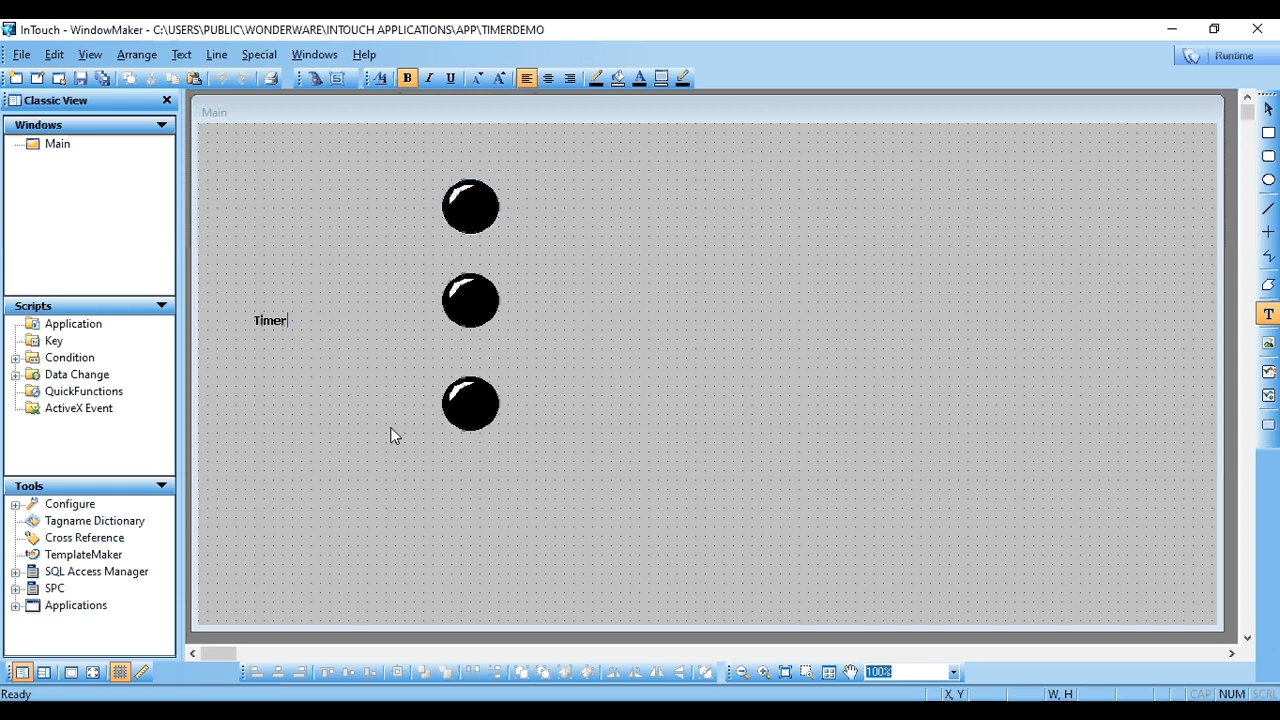 InTouch - WindowMaker - C:\USERS\PUBLIC\WONDERWARE\INTOUCH APPLICATIONS\APP\TIMERDEMO
File Edit View Arrange Text Line Special Windows Help
Runtime
B I U A A A
Classic View
Main
Windows
Main
Timer
Scripts
Application
Key
Condition
Data Change
QuickFunctions
ActiveX Event
T
Tools
Configure
Tagname Dictionary
Cross Reference
TemplateMaker
SQL Access Manager
SPC
Applications
100%
Ready
X, Y
W, H
CAP NUM SCRL